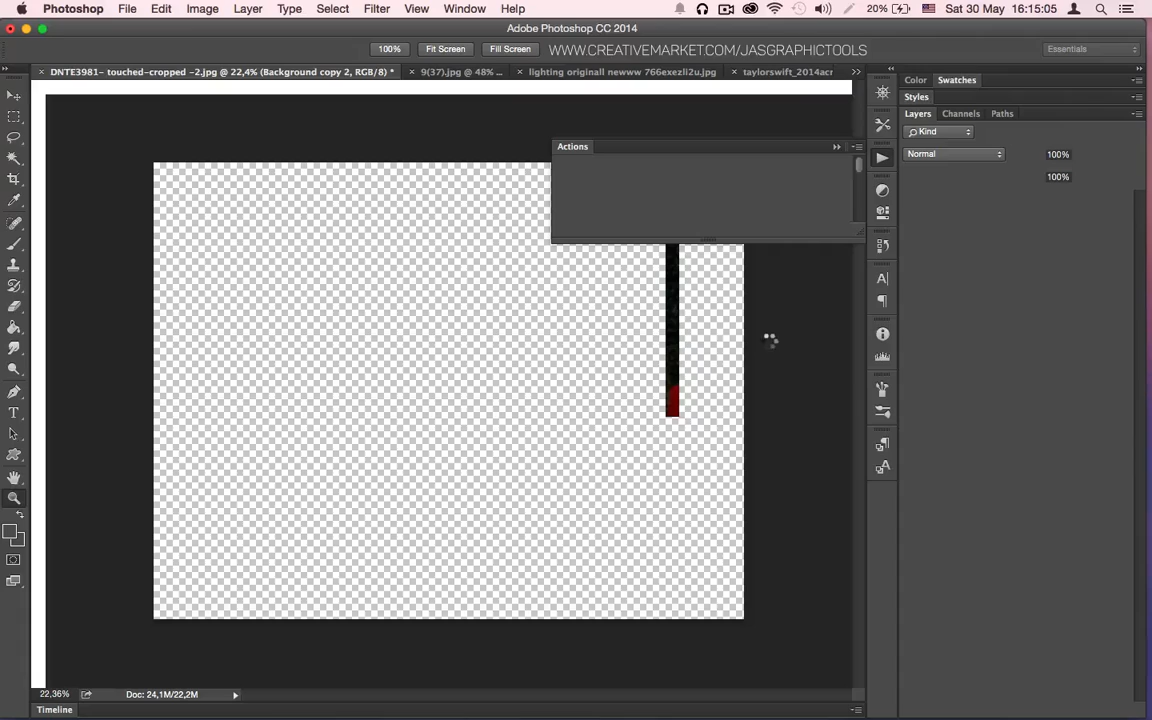 Photoshop File Edit Image Layer Type Select Filter View Window Help 20% Sat 30 May 16:15:05
Adobe Photoshop CC 2014
100% Fit Screen Fill Screen WWW.CREATIVEMARKET.COM/JASGRAPHICTOOLS Essentials
DNTE3981- touched-cropped -2.jpg @ 22,4% (Background copy 2, RGB/8) * 9(37).jpg @ 48% ... lighting originall newww 766exezli2u.jpg taylorswift_2014acr
Color Swatches
Styles
Layers Channels Paths
Kind
Normal 100%
100%
Actions
22,36% Doc: 24,1M/22,2M
Timeline